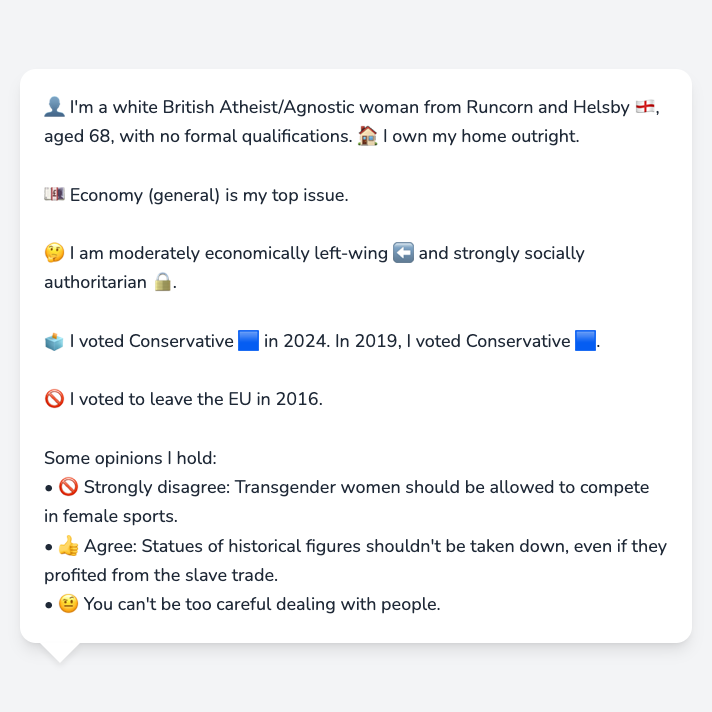 👤 I'm a white British Atheist/Agnostic woman from Runcorn and Helsby 🏴󠁧󠁢󠁥󠁮󠁧󠁿,
aged 68, with no formal qualifications. 🏠 I own my home outright.
💷 Economy (general) is my top issue.
🤔 I am moderately economically left-wing ⬅️ and strongly socially
authoritarian 🔒.
🗳️ I voted Conservative 🟦 in 2024. In 2019, I voted Conservative 🟦.
🚫 I voted to leave the EU in 2016.
Some opinions I hold:
• 🚫 Strongly disagree: Transgender women should be allowed to compete
in female sports.
• 👍 Agree: Statues of historical figures shouldn't be taken down, even if they
profited from the slave trade.
• 🤨 You can't be too careful dealing with people.